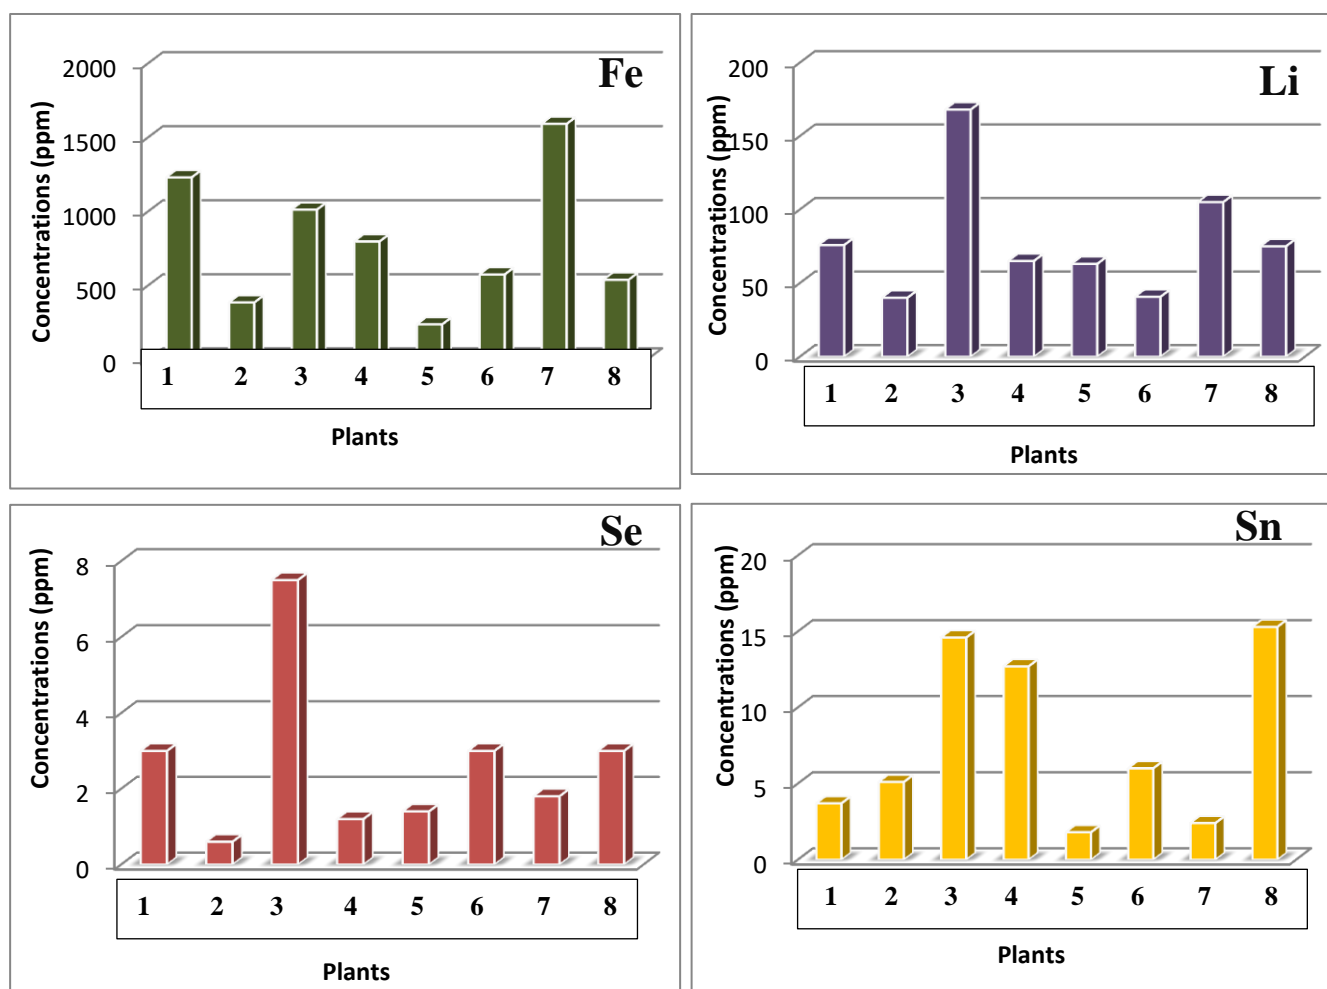 Fe
Concentrations (ppm)
2000
1500
1000
500
0
1 2 3 4 5 6 7 8
Plants
Li
Concentrations (ppm)
200
150
100
50
0
1 2 3 4 5 6 7 8
Plants
Se
Concentrations (ppm)
8
6
4
2
0
1 2 3 4 5 6 7 8
Plants
Sn
Concentrations (ppm)
20
15
10
5
0
1 2 3 4 5 6 7 8
Plants